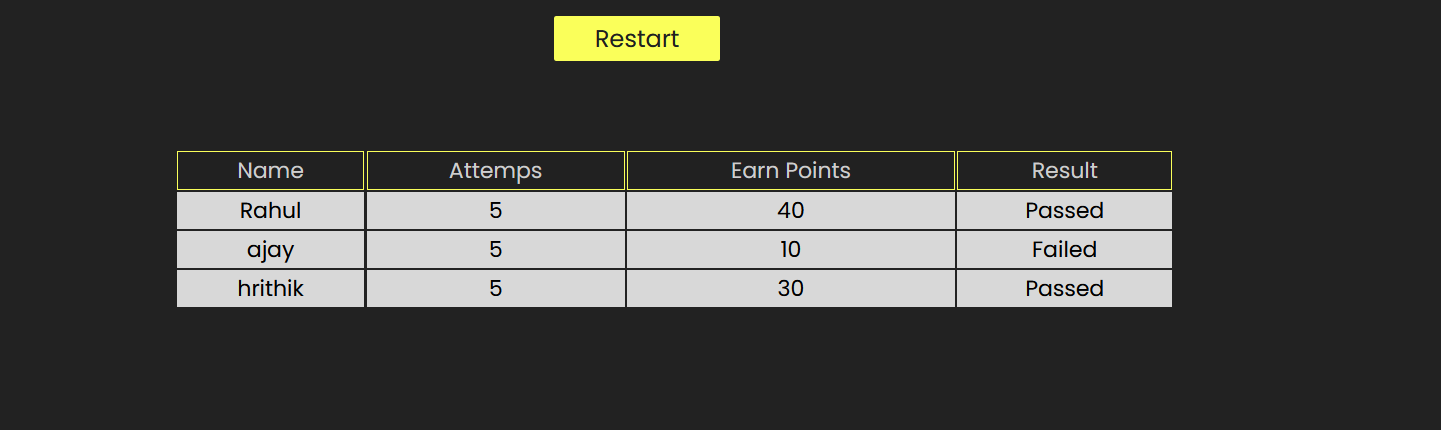 Restart
Name Attemps Earn Points Result
Rahul 5 40 Passed
ajay 5 10 Failed
hrithik 5 30 Passed